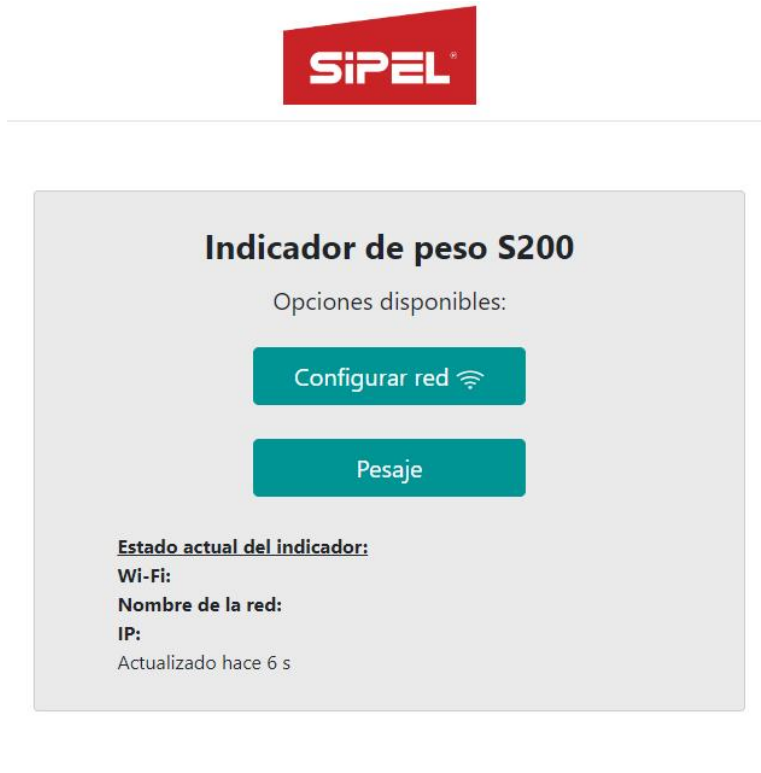 SiPEL®
Indicador de peso S200
Opciones disponibles:
Configurar red
Pesaje
Estado actual del indicador:
Wi-Fi:
Nombre de la red:
IP:
Actualizado hace 6 s